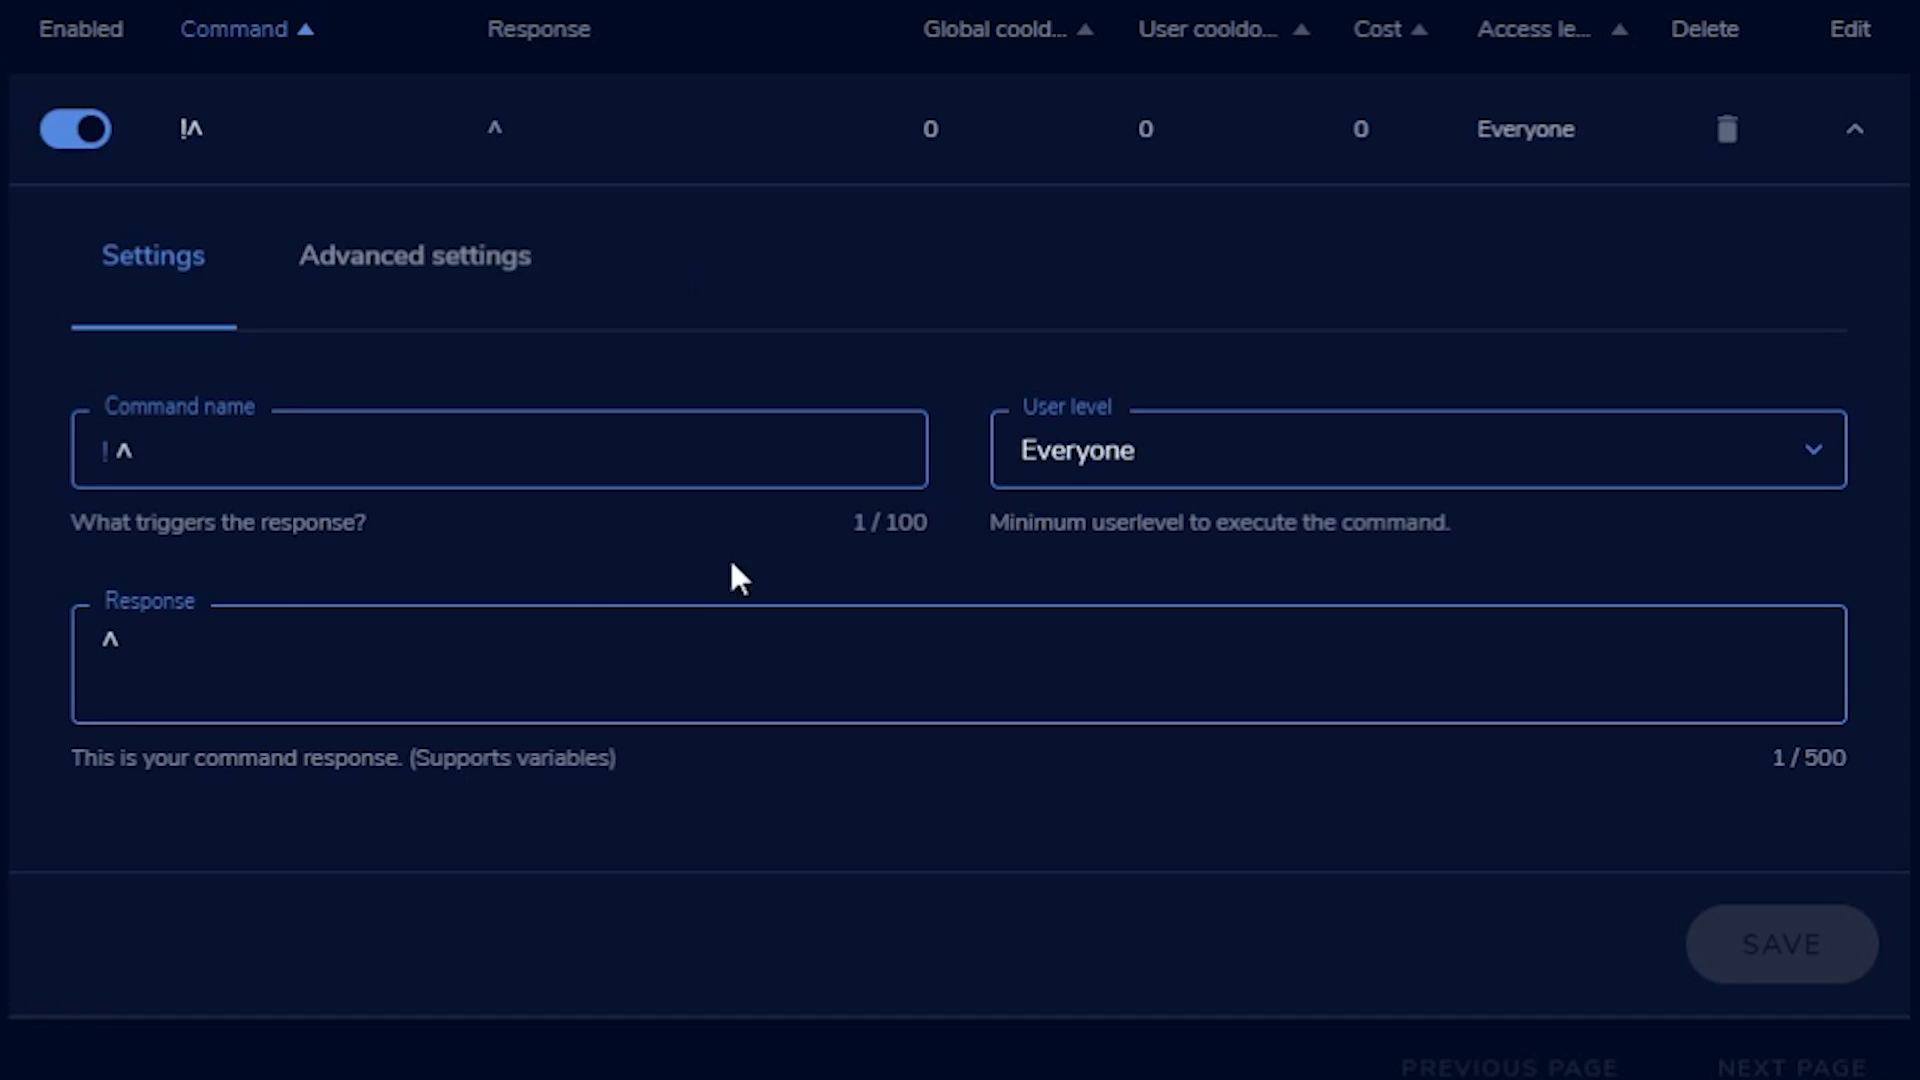 Enabled Command Response Global coold... User cooldo... Cost Access le... Delete Edit
!^ ^ 0 0 0 Everyone
Settings Advanced settings
Command name User level
! ^ Everyone
What triggers the response? 1 / 100 Minimum userlevel to execute the command.
Response
^
This is your command response. (Supports variables) 1 / 500
SAVE
PREVIOUS PAGE NEXT PAGE